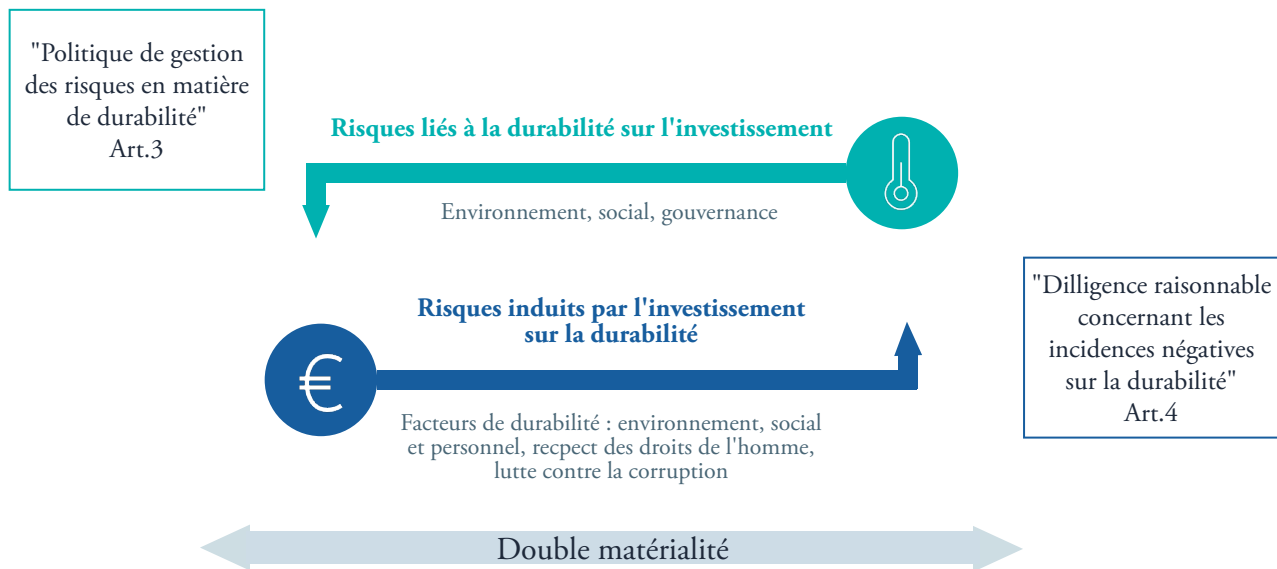 "Politique de gestion
des risques en matière
de durabilité"
Art.3
Risques liés à la durabilité sur l'investissement
Environnement, social, gouvernance
Risques induits par l'investissement
sur la durabilité
€
Facteurs de durabilité : environnement, social
et personnel, recpect des droits de l'homme,
lutte contre la corruption
"Dilligence raisonnable
concernant les
incidences négatives
sur la durabilité"
Art.4
Double matérialité